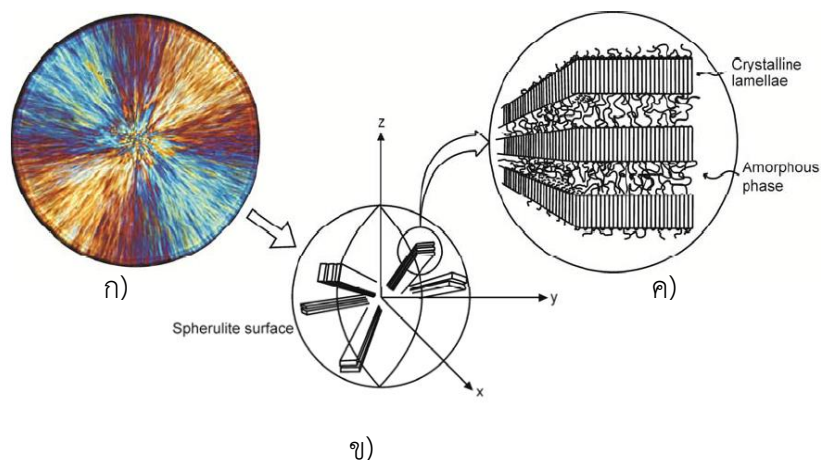 Crystalline
lamellae
Amorphous
phase
z
y
x
Spherulite surface
ก)
ค)
ข)